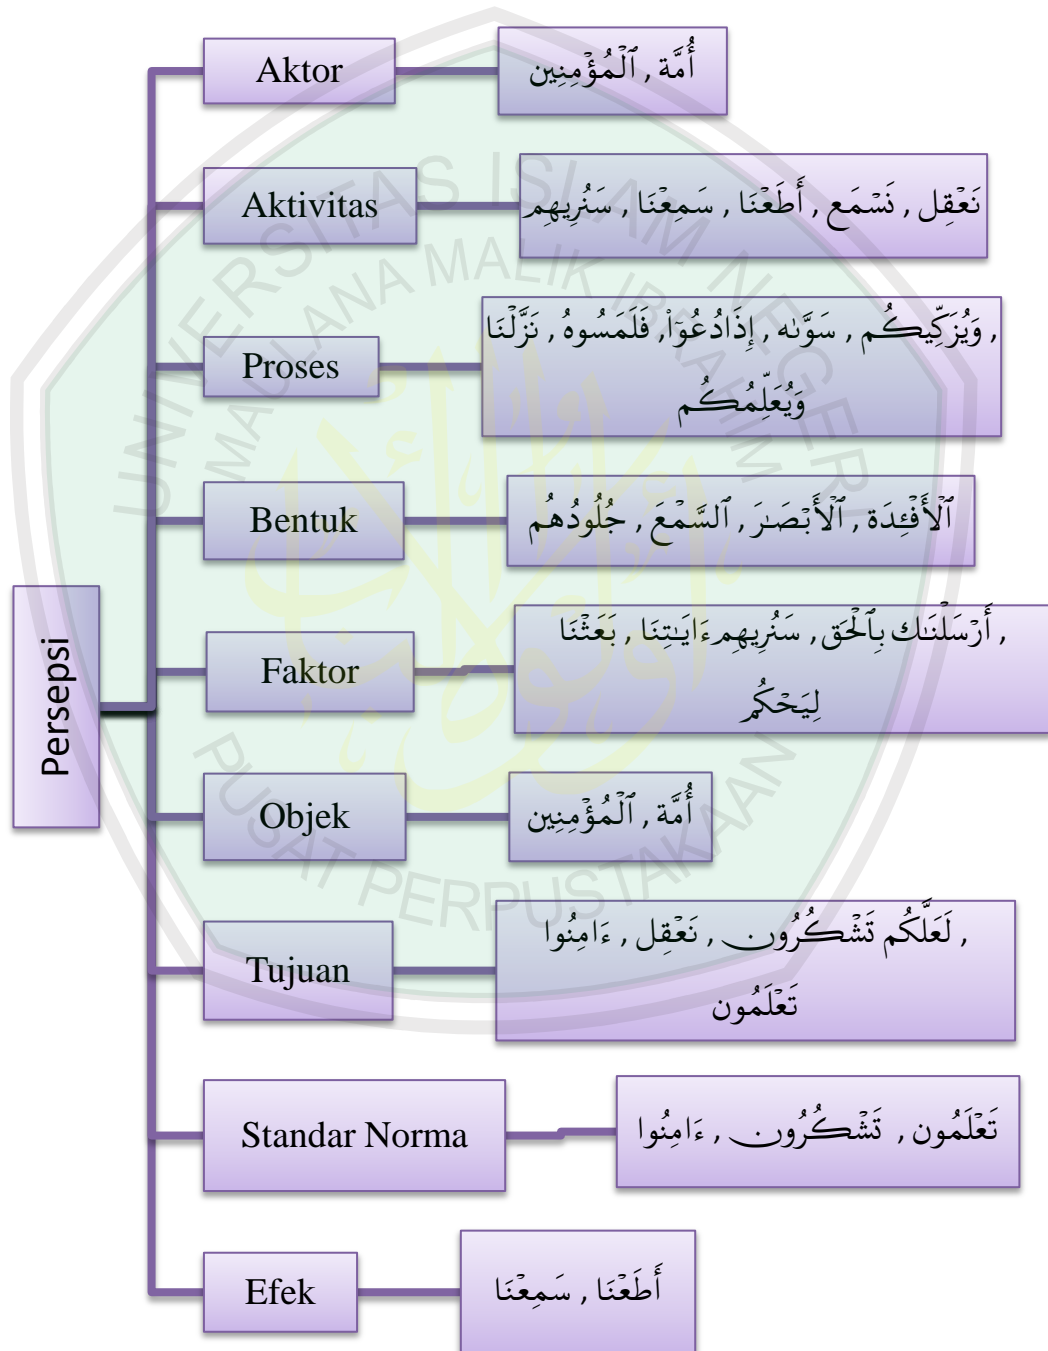 Persepsi
Aktor
أُمَّة , ٱلْمُؤْمِنِين
Aktivitas
نَعْقِل , نَسْمَع , أَطَعْنَا , سَمِعْنَا , سَنُرِيهِم
Proses
, وَيُزَكِّيكُم , سَوَّىٰه , إِذَادُعُوٓاْ, فَلَمَسُوهُ , نَزَّلْنَا
وَيُعَلِّمُكُم
Bentuk
ٱلْأَفْـِٔدَة , ٱلْأَبْصَـٰرَ , ٱلسَّمْعَ , جُلُودُهُم
Faktor
, أَرْسَلْنَـٰك بِٱلْحَق , سَنُرِيهِمءَايَـٰتِنَا , بَعَثْنَا
لِيَحْكُم
Objek
أُمَّة , ٱلْمُؤْمِنِين
Tujuan
, لَعَلَّكُم تَشْكُرُون , نَعْقِل , ءَامِنُوا
تَعْلَمُون
Standar Norma
تَعْلَمُون , تَشْكُرُون , ءَامِنُوا
Efek
أَطَعْنَا , سَمِعْنَا
UNIVERSITAS ISLAM NEGERI
MAULANA MALIK IBRAHIM
PUSAT PERPUSTAKAAN